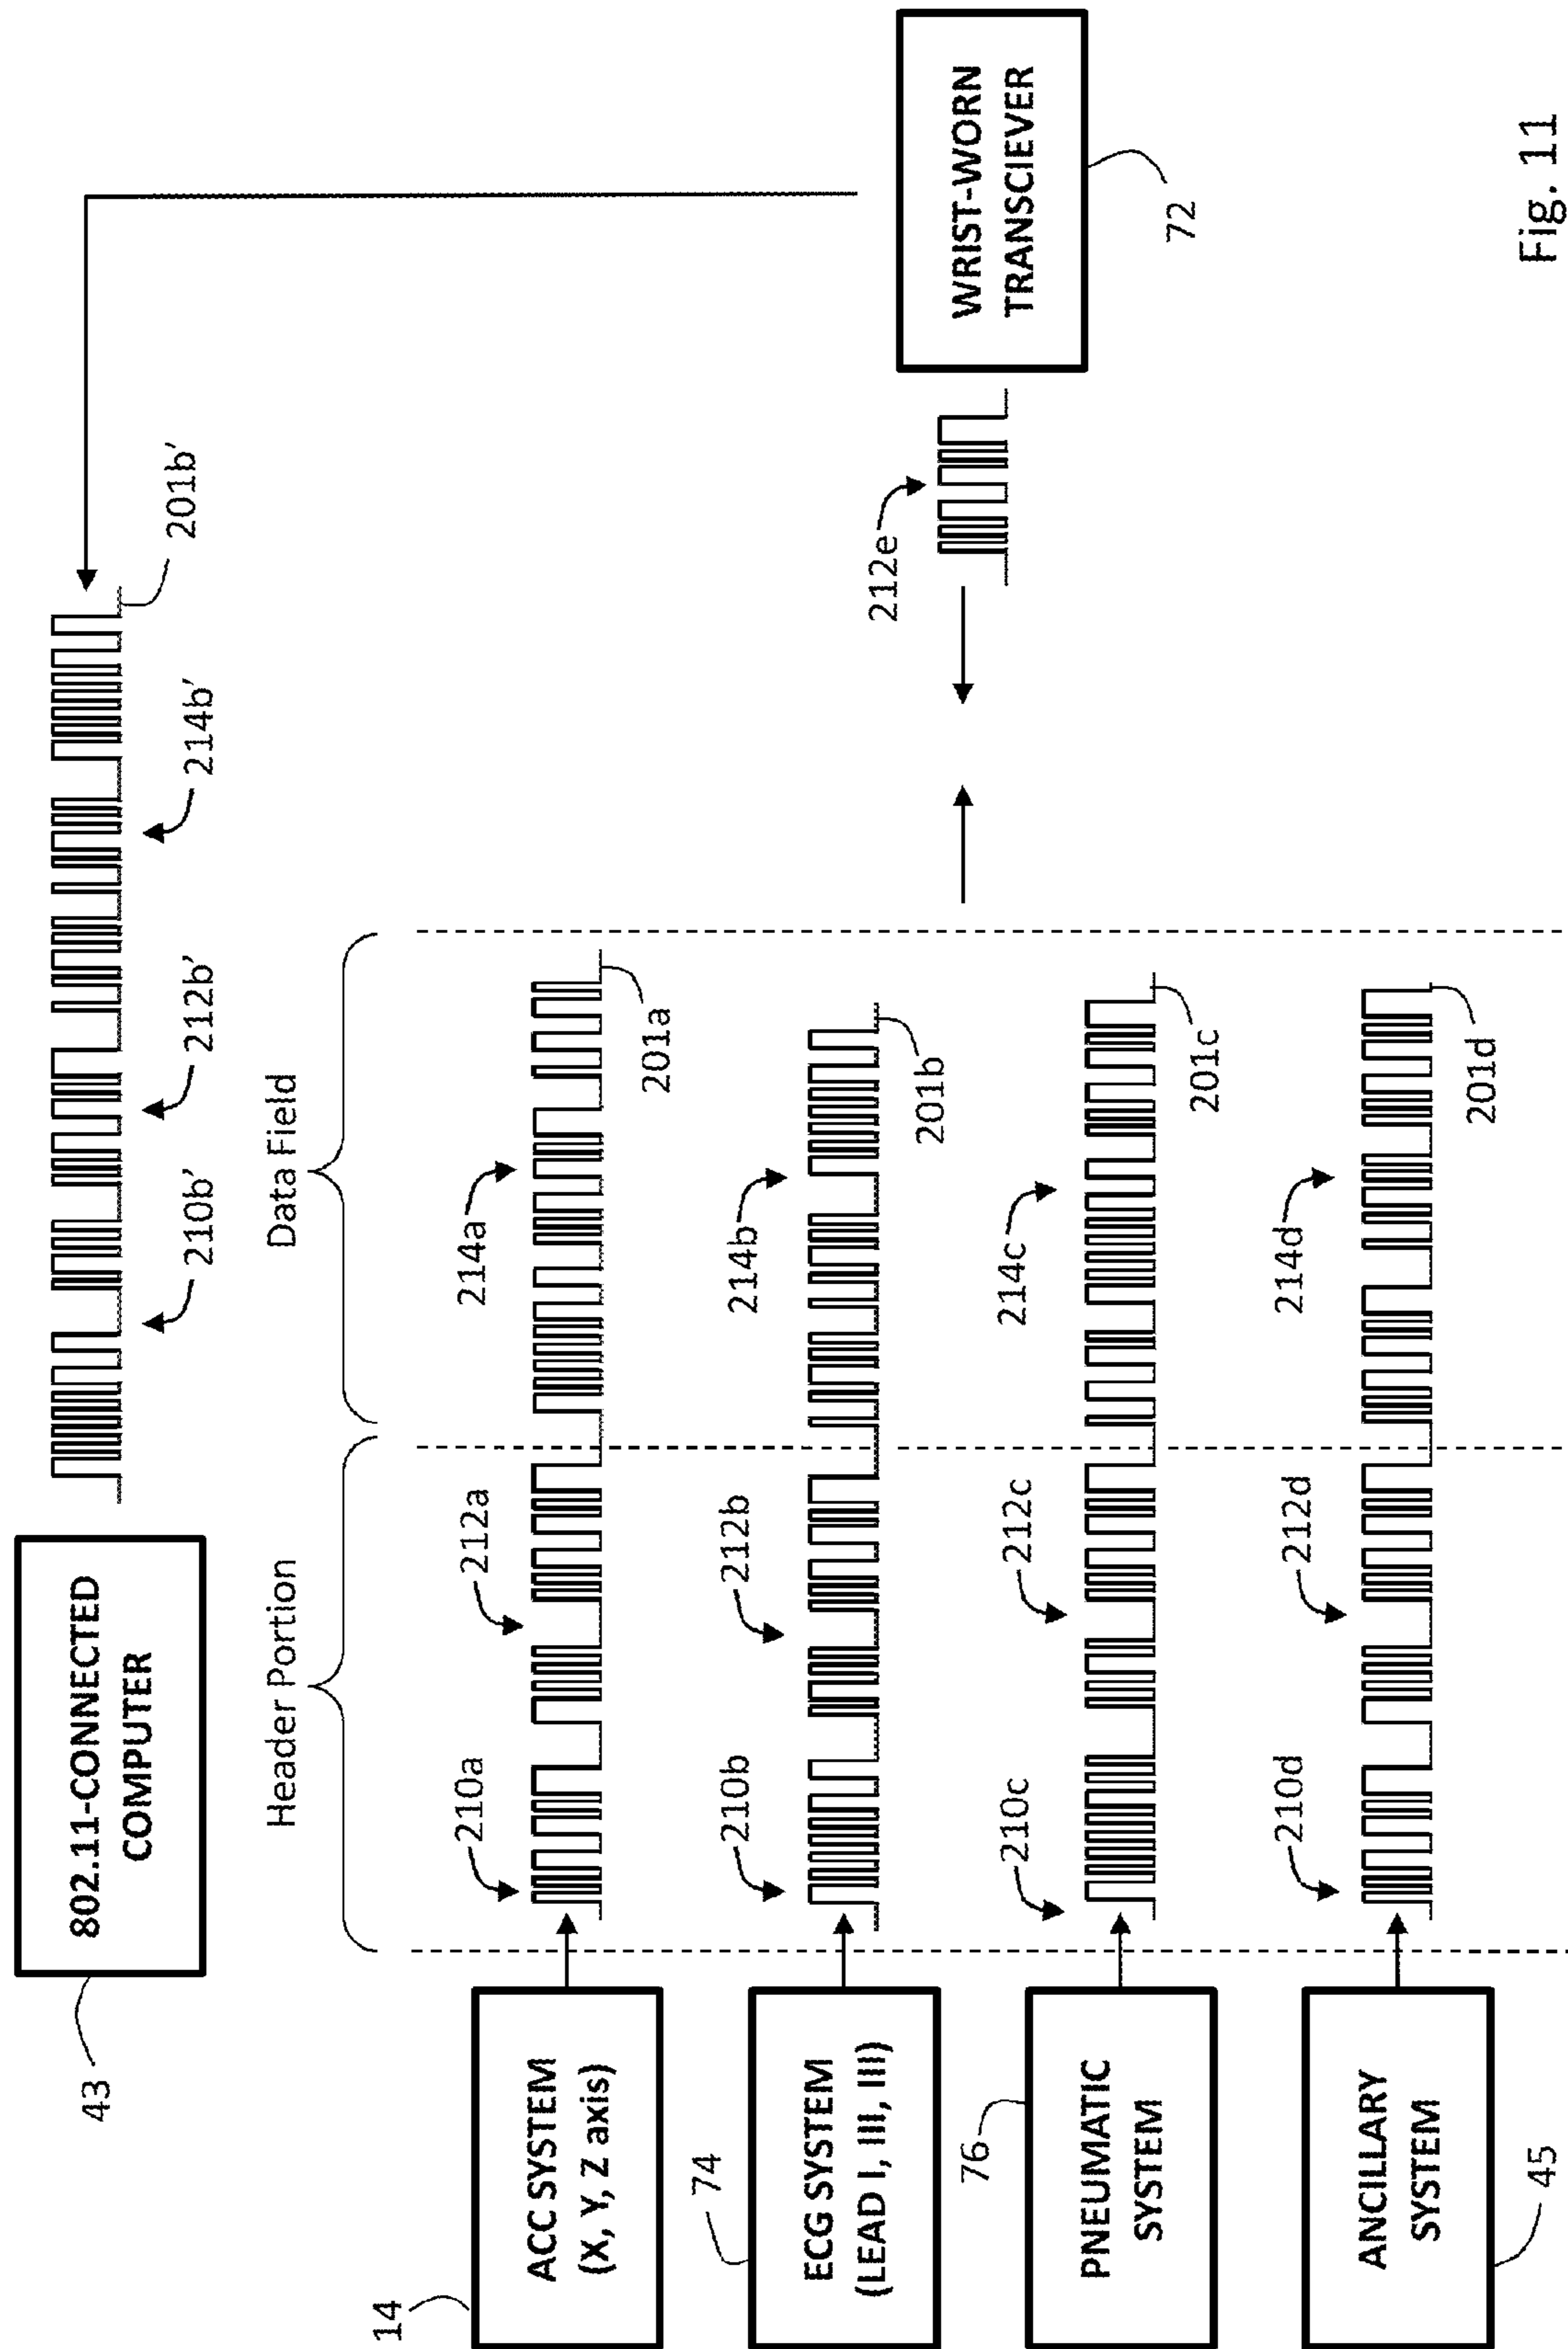 802.11-CONNECTED
COMPUTER
43
210b'
212b'
214b'
201b'
Header Portion
Data Field
14
ACC SYSTEM
(X, Y, Z axis)
210a
212a
214a
201a
74
ECG SYSTEM
(LEAD I, III, III)
210b
212b
214b
201b
76
PNEUMATIC
SYSTEM
210c
212c
214c
201c
45
ANCILLARY
SYSTEM
210d
212d
214d
201d
212e
WRIST-WORN
TRANSCIEVER
72
Fig. 11